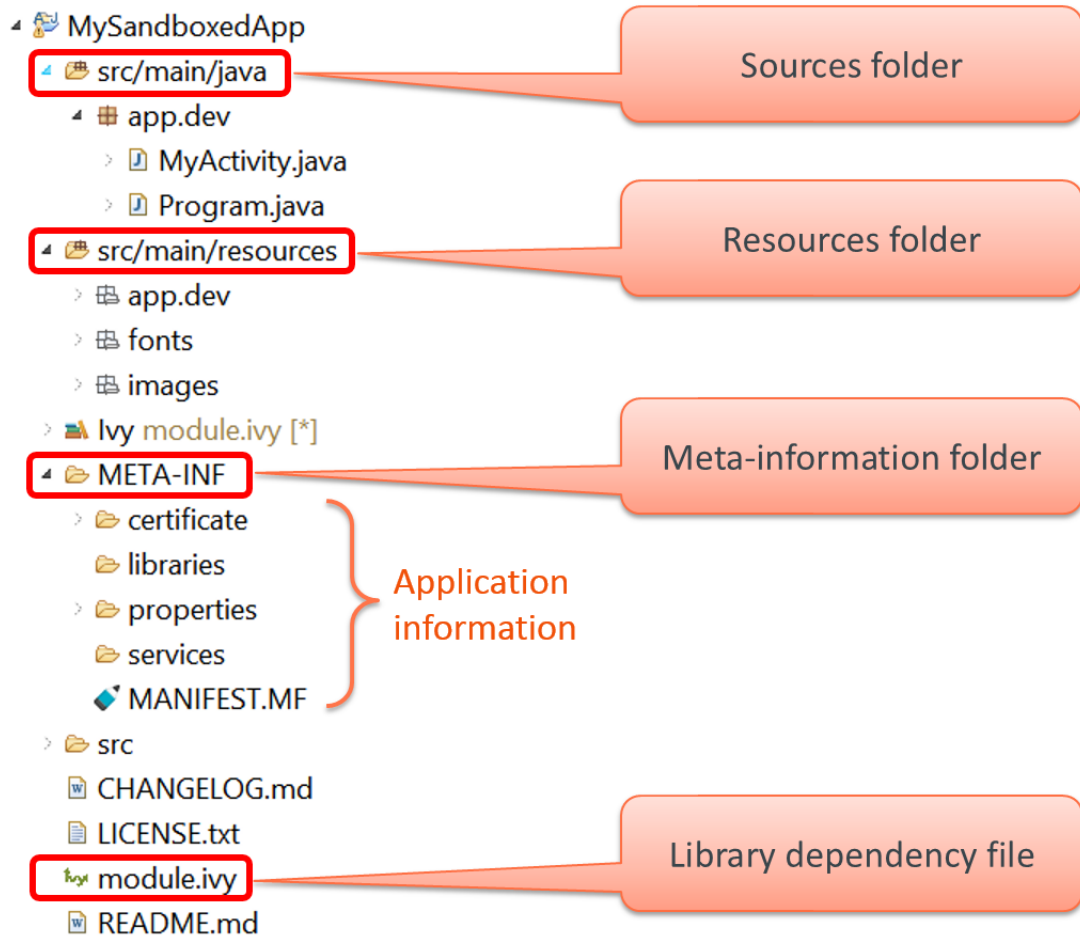 MySandboxedApp
src/main/java
Sources folder
app.dev
MyActivity.java
Program.java
src/main/resources
Resources folder
app.dev
fonts
images
Ivy module.ivy [*]
META-INF
Meta-information folder
certificate
libraries
properties
services
MANIFEST.MF
Application
information
src
CHANGELOG.md
LICENSE.txt
module.ivy
Library dependency file
README.md